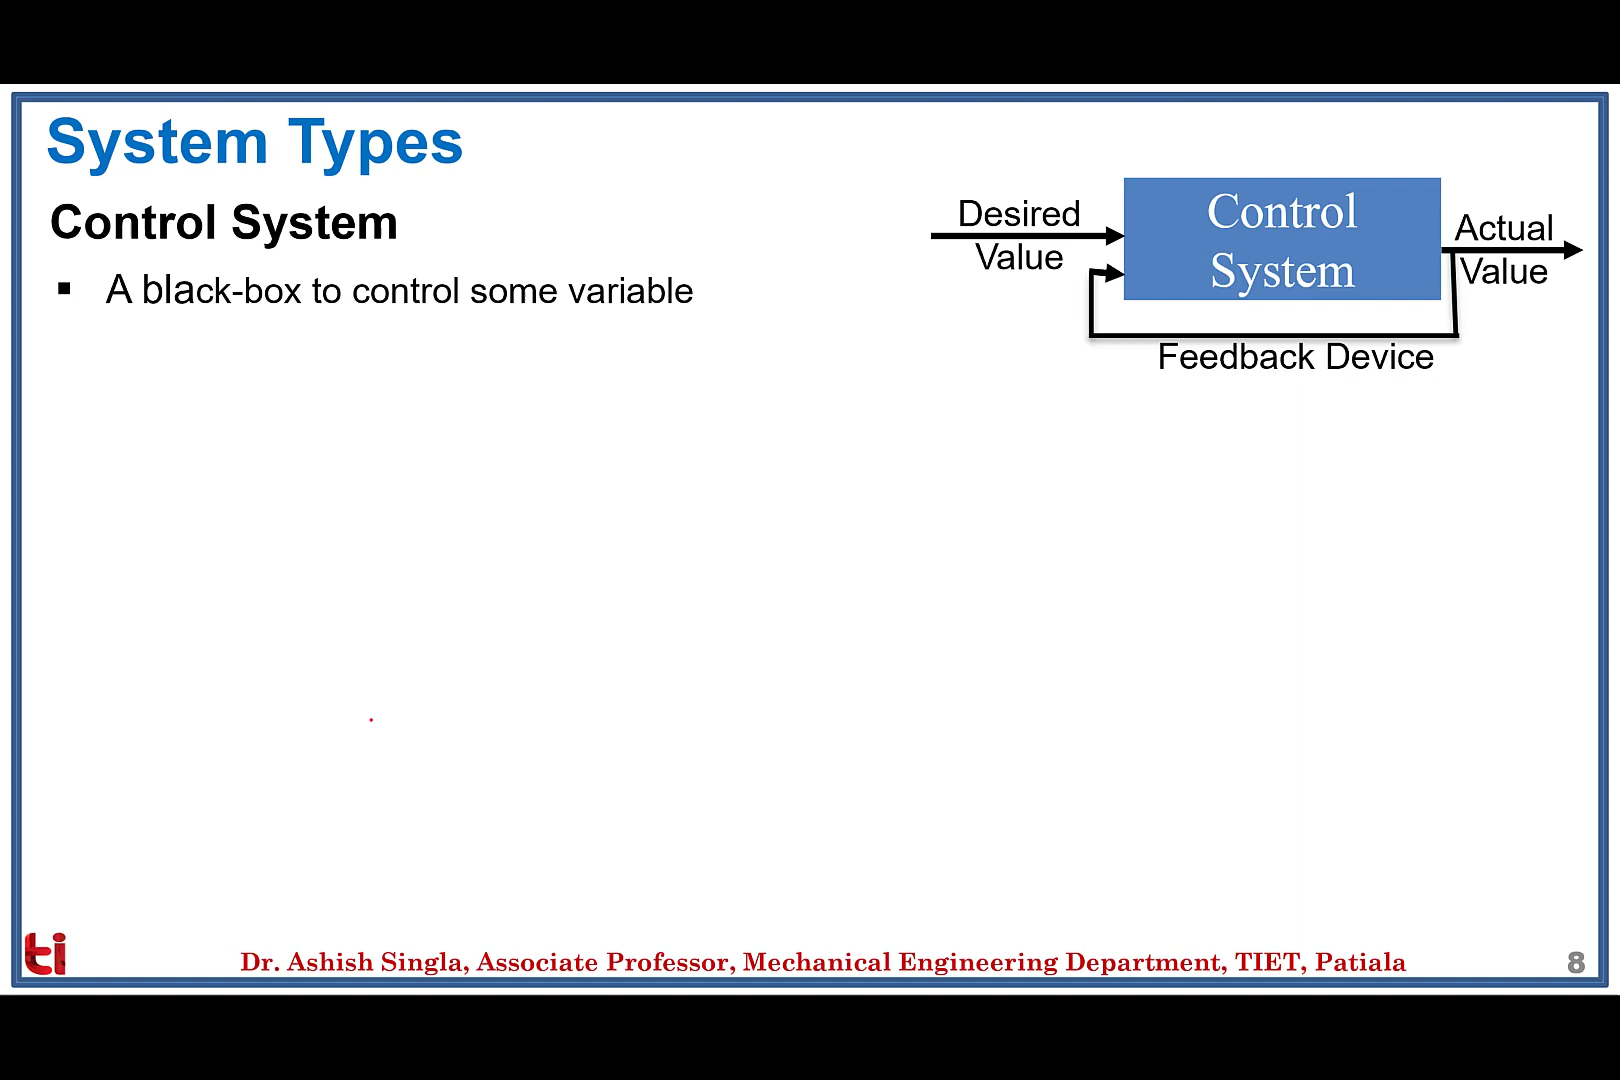 System Types
Control System
▪ A black-box to control some variable
Desired
Value
Control
System
Actual
Value
Feedback Device
ti
Dr. Ashish Singla, Associate Professor, Mechanical Engineering Department, TIET, Patiala
8